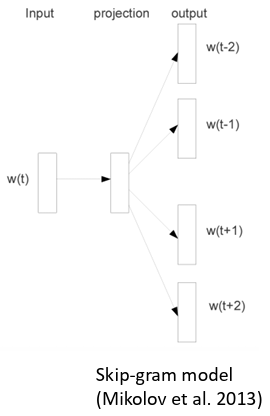 Input projection output
w(t-2)
w(t-1)
w(t)
w(t+1)
w(t+2)
Skip-gram model
(Mikolov et al. 2013)